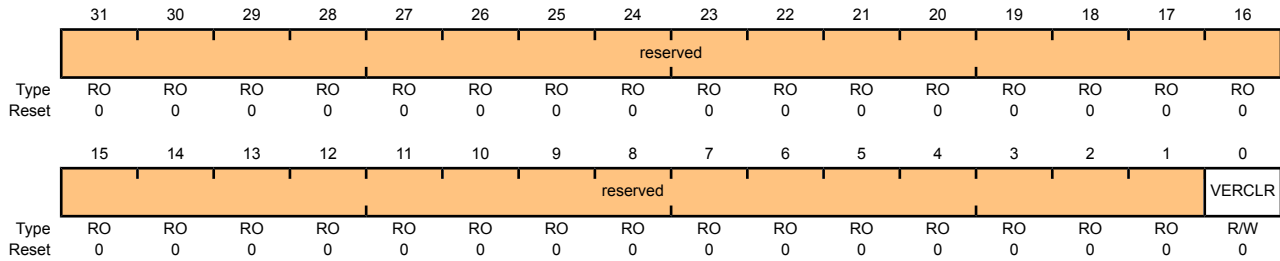 31 30 29 28 27 26 25 24 23 22 21 20 19 18 17 16
reserved
Type RO RO RO RO RO RO RO RO RO RO RO RO RO RO RO RO
Reset 0 0 0 0 0 0 0 0 0 0 0 0 0 0 0 0
15 14 13 12 11 10 9 8 7 6 5 4 3 2 1 0
reserved VERCLR
Type RO RO RO RO RO RO RO RO RO RO RO RO RO RO RO R/W
Reset 0 0 0 0 0 0 0 0 0 0 0 0 0 0 0 0